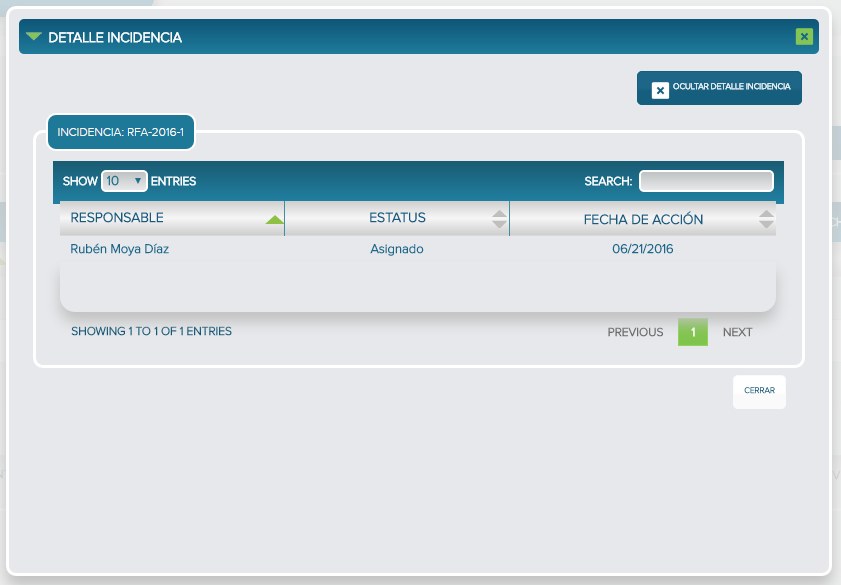 DETALLE INCIDENCIA
OCULTAR DETALLE INCIDENCIA
INCIDENCIA: RFA-2016-1
SHOW 10 ENTRIES SEARCH:
RESPONSABLE ESTATUS FECHA DE ACCIÓN
Rubén Moya Díaz Asignado 06/21/2016
SHOWING 1 TO 1 OF 1 ENTRIES PREVIOUS 1 NEXT
CERRAR